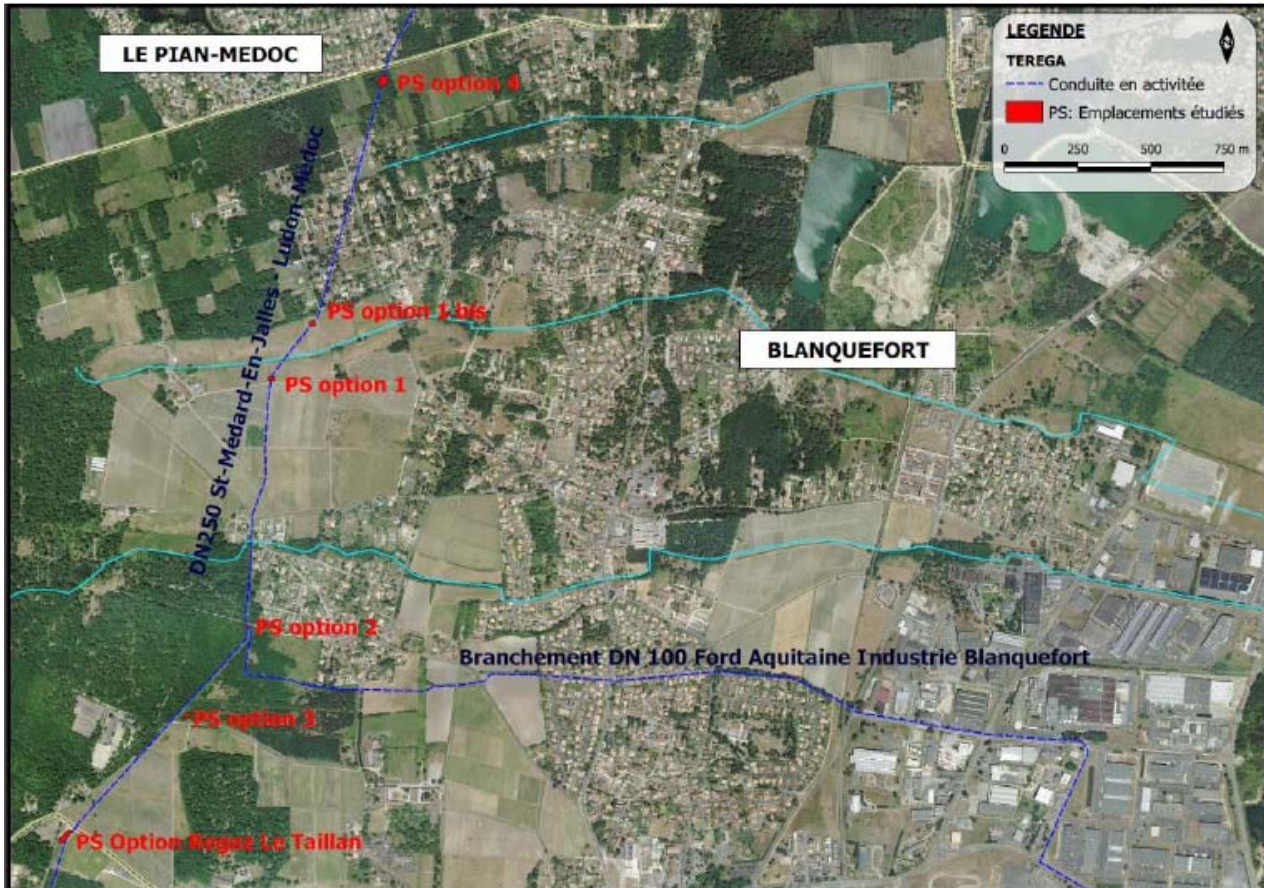 LE PIAN-MEDOC
LEGENDE
TEREGA
Conduite en activitée
PS: Emplacements étudiés
0 250 500 750 m
PS option 4
DN250 St-Médard-En-Jalles - Ludon-Medoc
PS option 1 bis
BLANQUEFORT
PS option 1
PS option 2
Branchement DN 100 Ford Aquitaine Industrie Blanquefort
PS option 3
PS Option Regaz Le Taillan